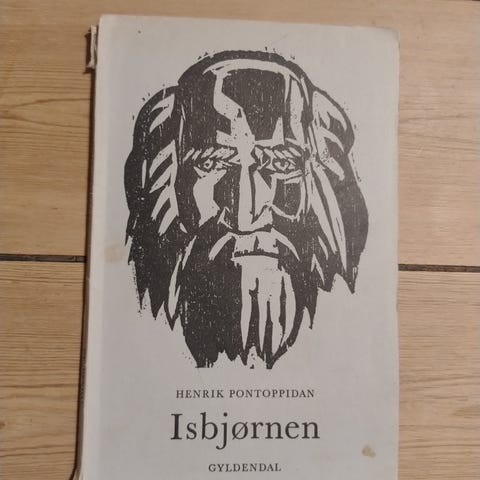 HENRIK PONTOPPIDAN
Isbjørnen
GYLDENDAL